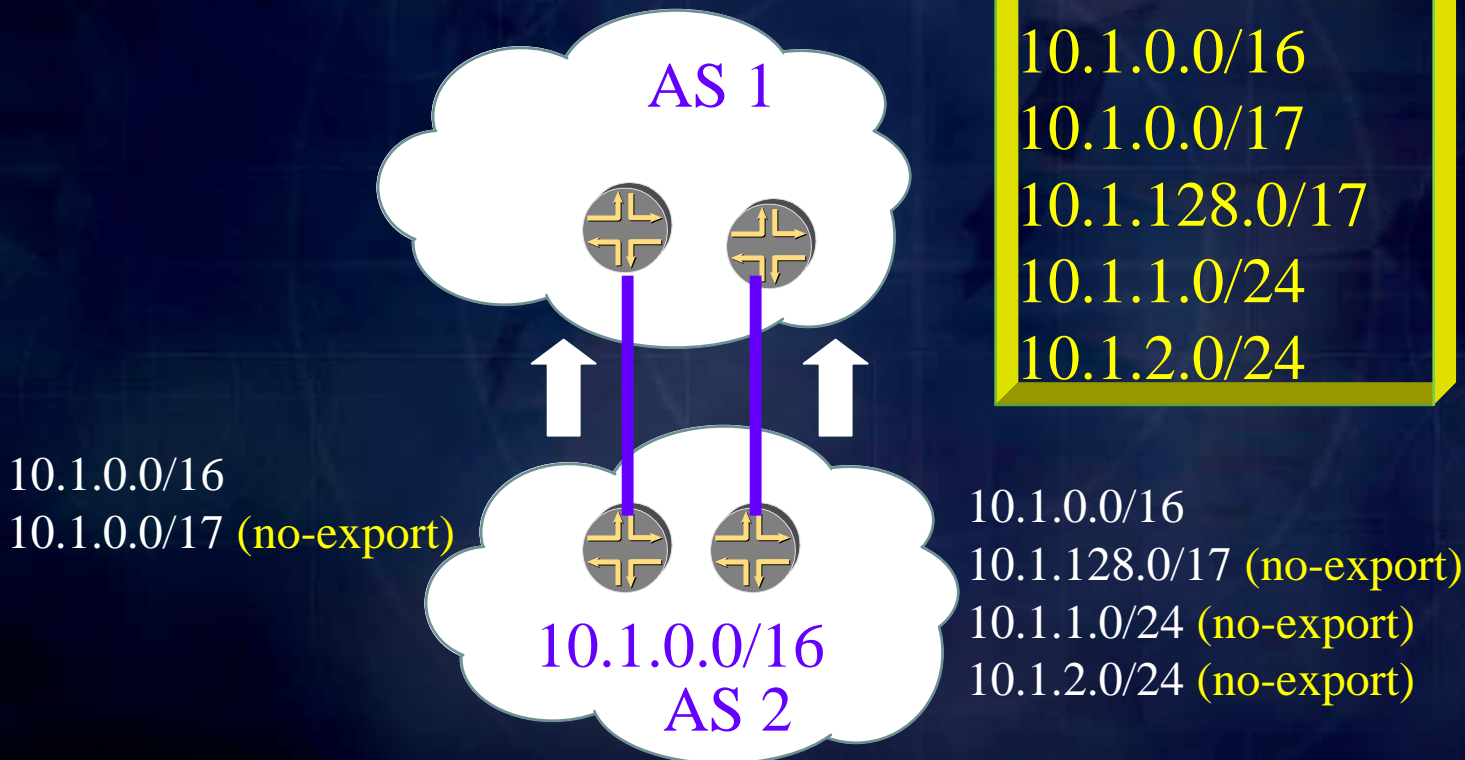 AS 1
10.1.0.0/16
10.1.0.0/17
10.1.128.0/17
10.1.1.0/24
10.1.2.0/24
10.1.0.0/16
10.1.0.0/17 (no-export)
10.1.0.0/16
10.1.128.0/17 (no-export)
10.1.1.0/24 (no-export)
10.1.2.0/24 (no-export)
10.1.0.0/16
AS 2